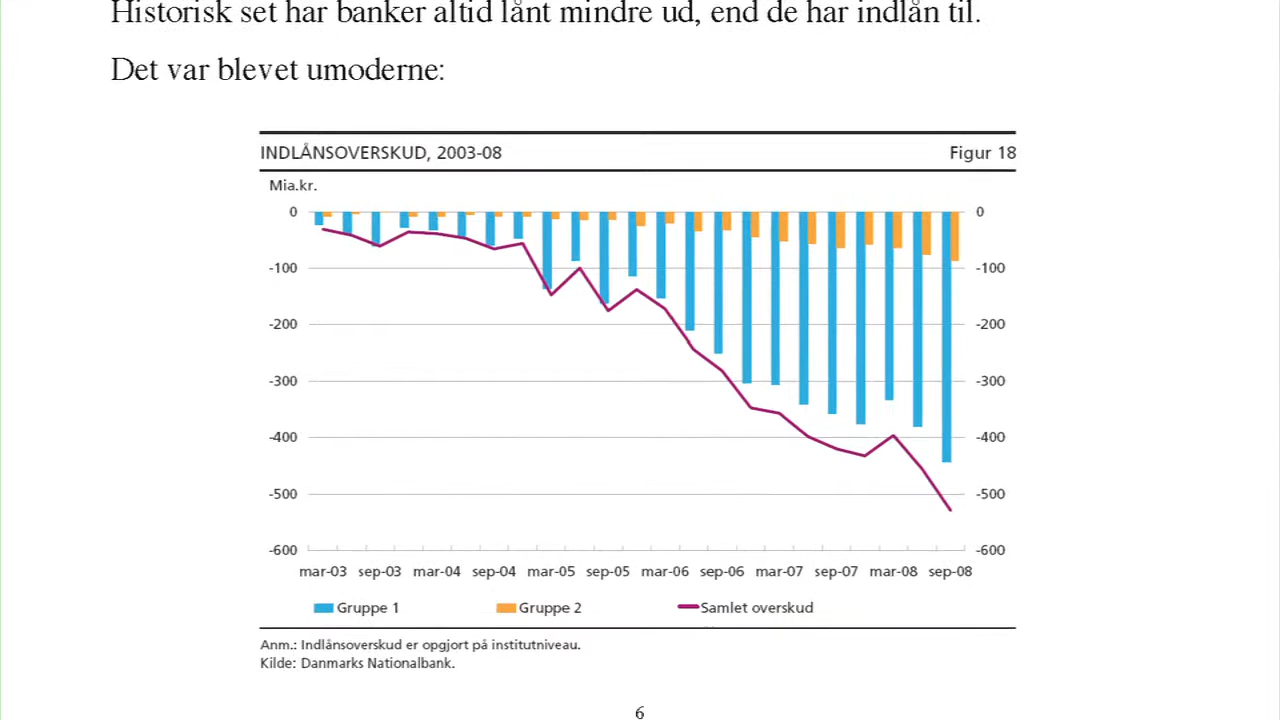 Historisk set har banker altid lånt mindre ud, end de har indlån til.
Det var blevet umoderne:
INDLÅNSOVERSKUD, 2003-08 Figur 18
Mia.kr.
0 0
-100 -100
-200 -200
-300 -300
-400 -400
-500 -500
-600 -600
mar-03 sep-03 mar-04 sep-04 mar-05 sep-05 mar-06 sep-06 mar-07 sep-07 mar-08 sep-08
Gruppe 1 Gruppe 2 Samlet overskud
Anm.: Indlånsoverskud er opgjort på institutniveau.
Kilde: Danmarks Nationalbank.
6